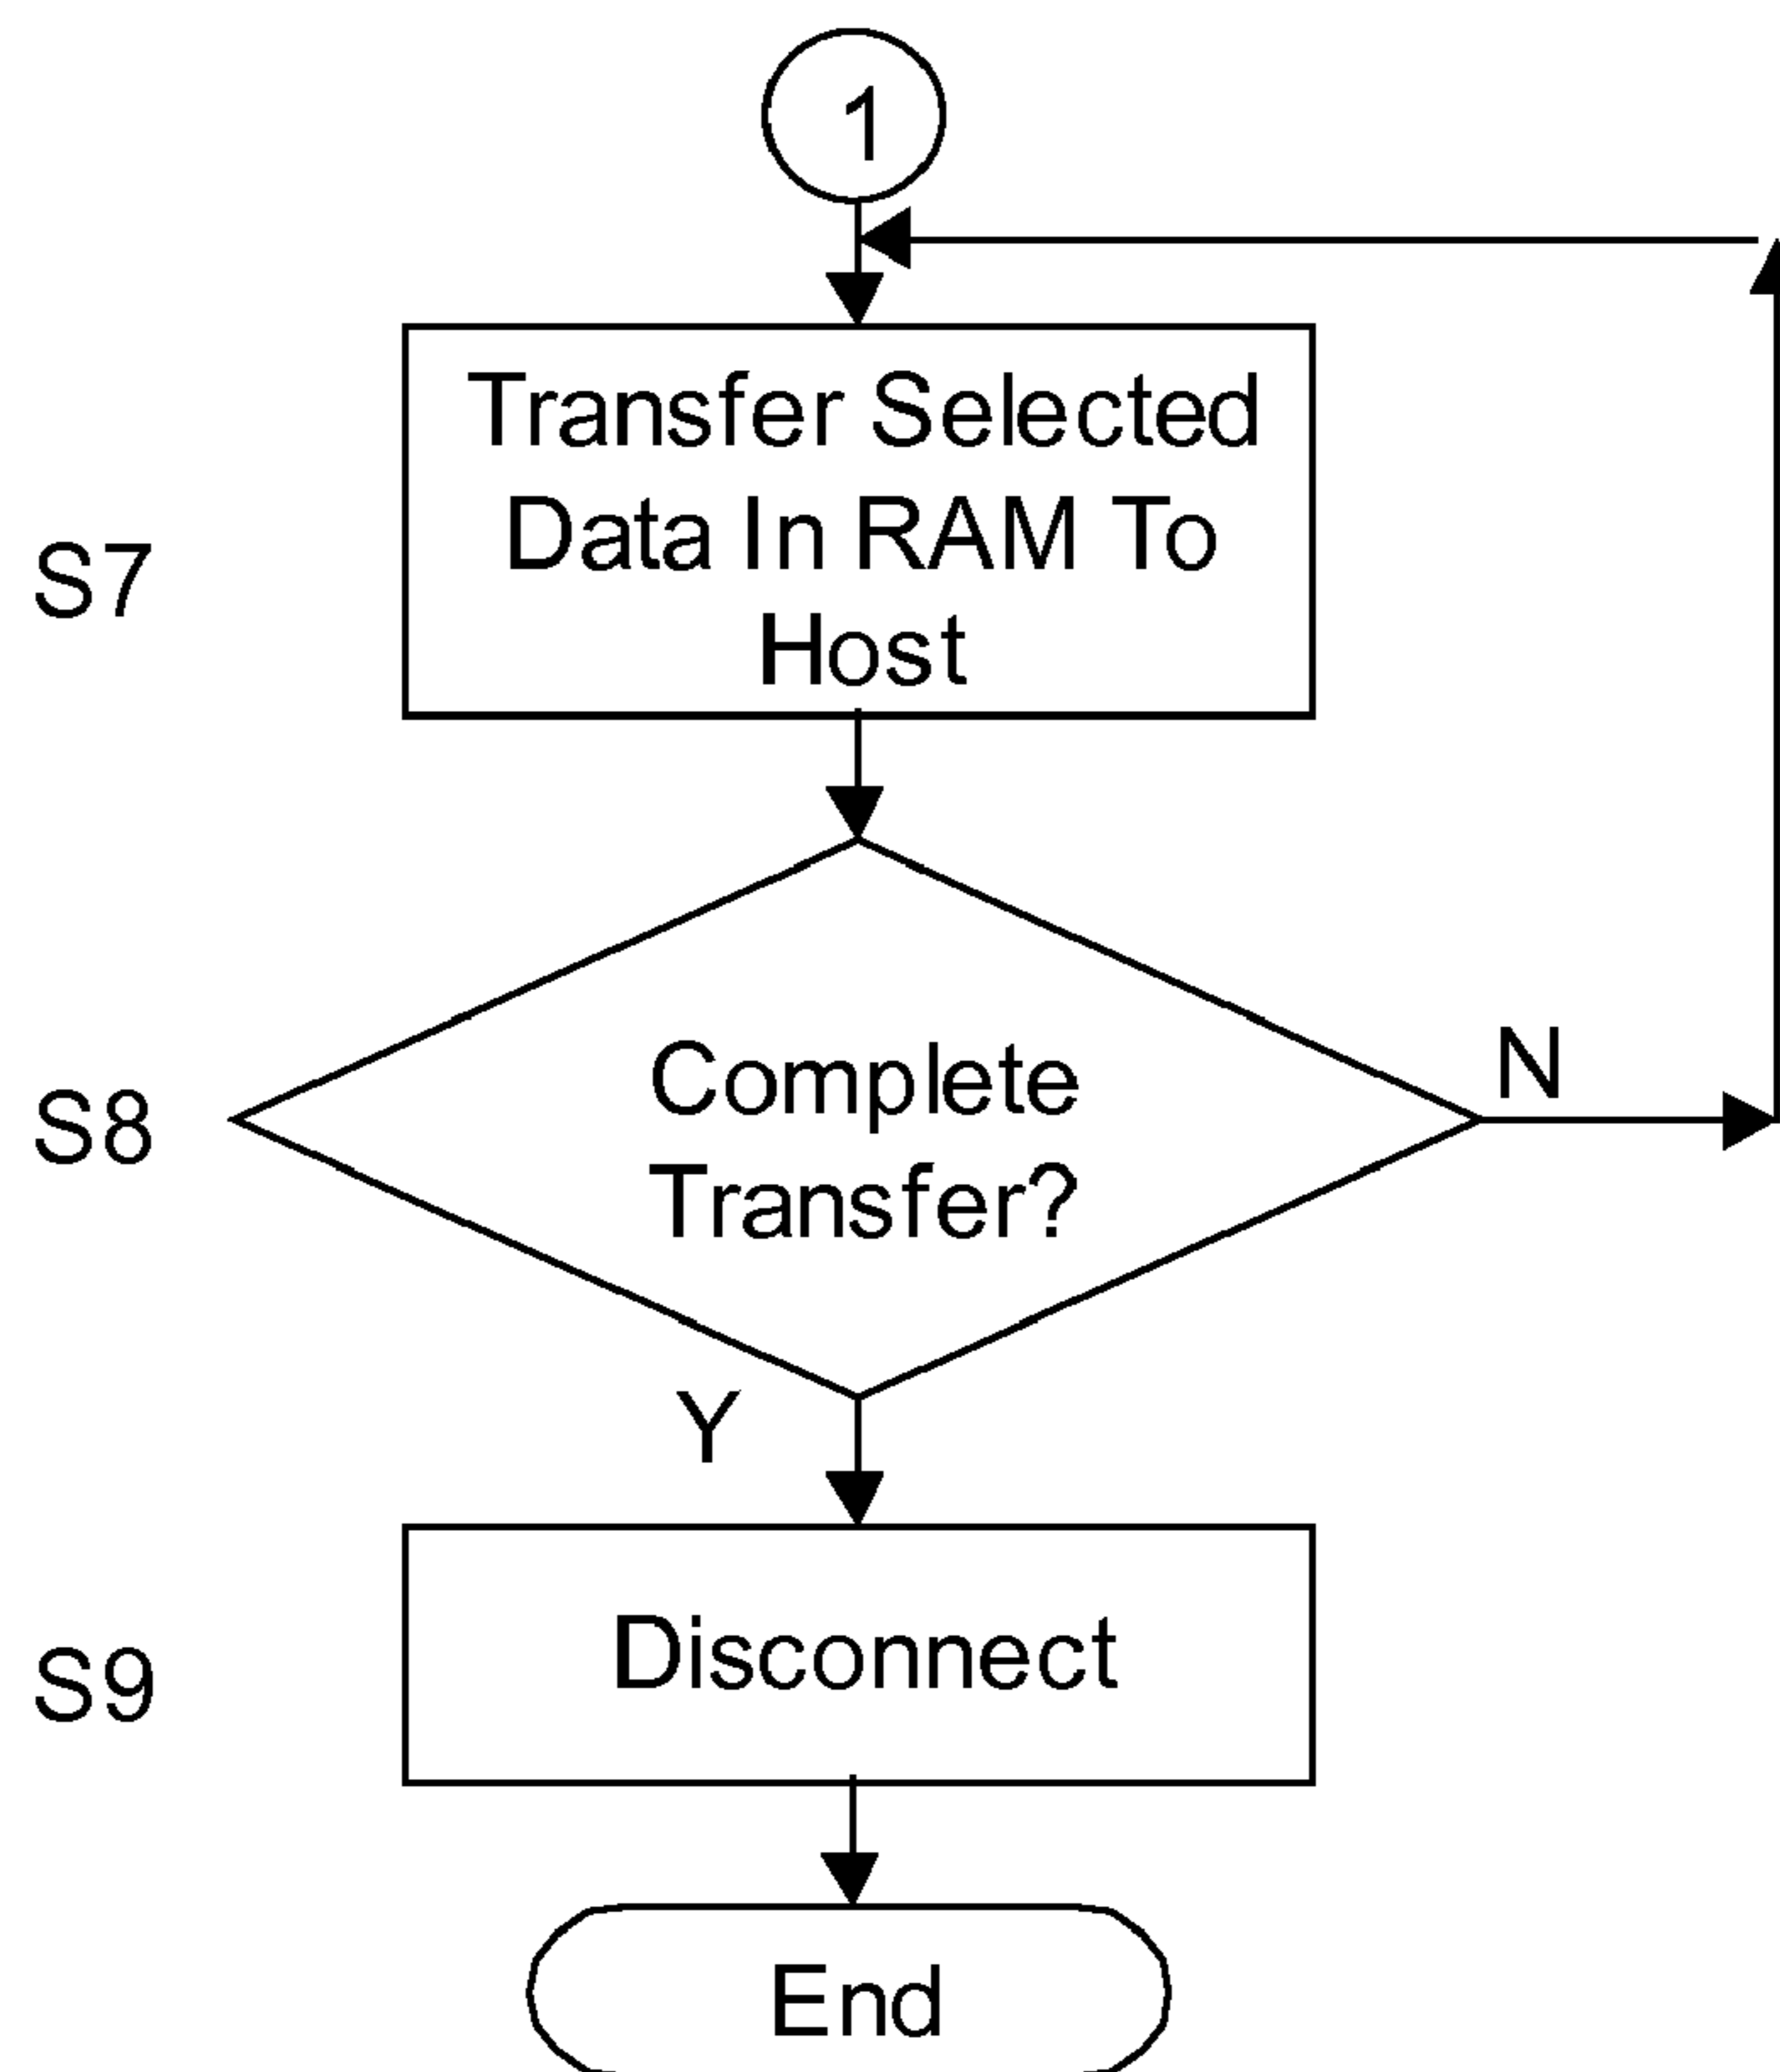 1
Transfer Selected
Data In RAM To
Host
S7
Complete
Transfer?
N
S8
Y
Disconnect
S9
End